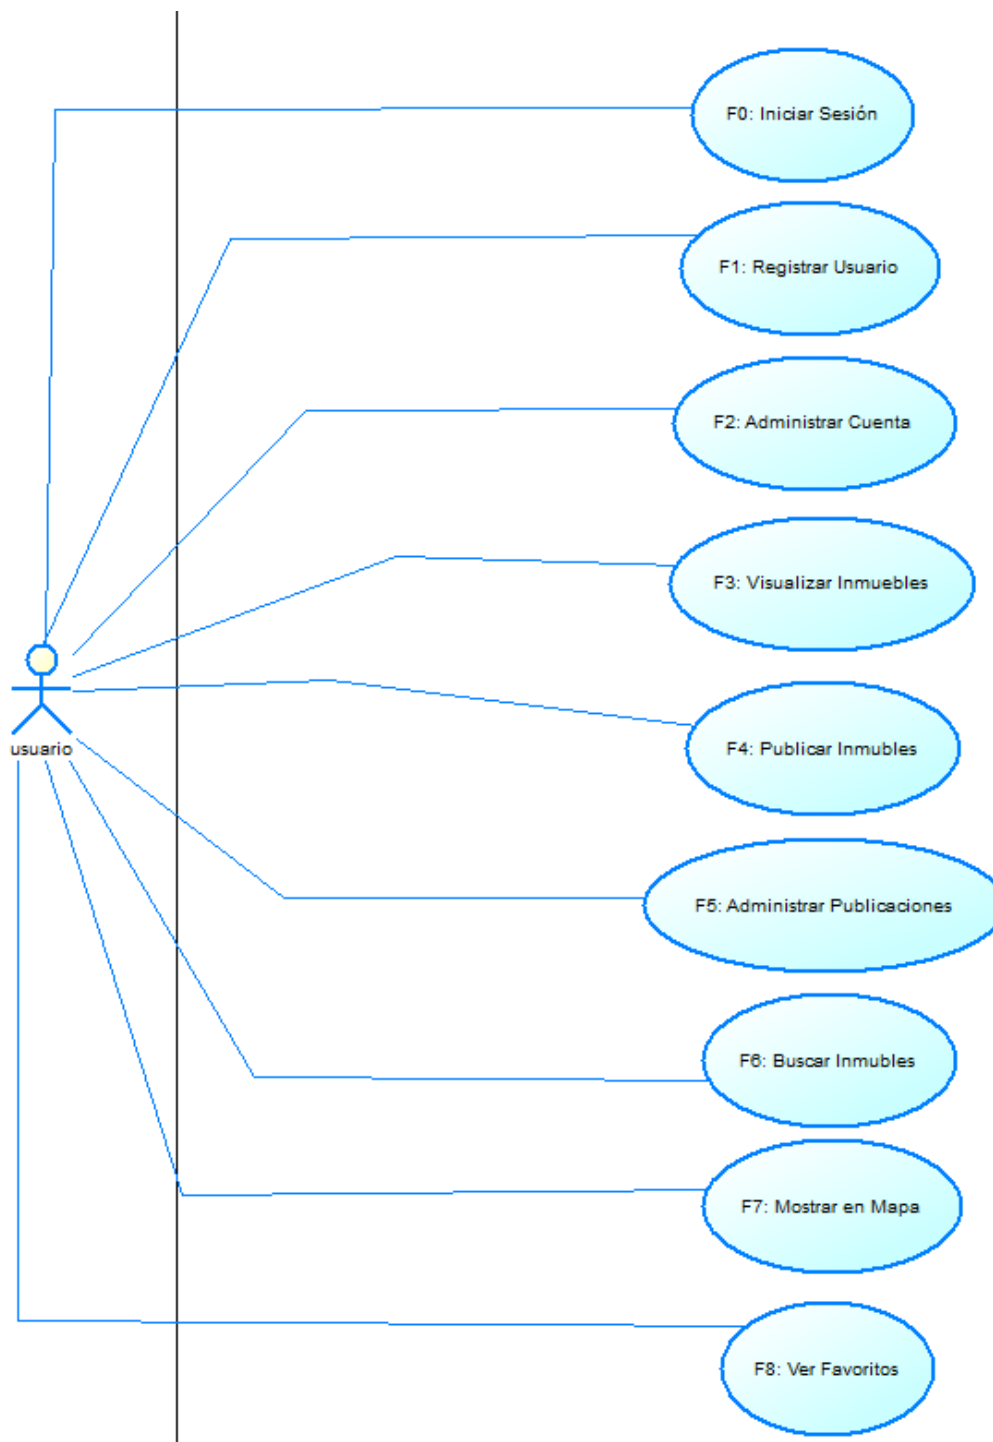 F0: Iniciar Sesión
F1: Registrar Usuario
F2: Administrar Cuenta
F3: Visualizar Inmuebles
usuario
F4: Publicar Inmubles
F5: Administrar Publicaciones
F6: Buscar Inmubles
F7: Mostrar en Mapa
F8: Ver Favoritos